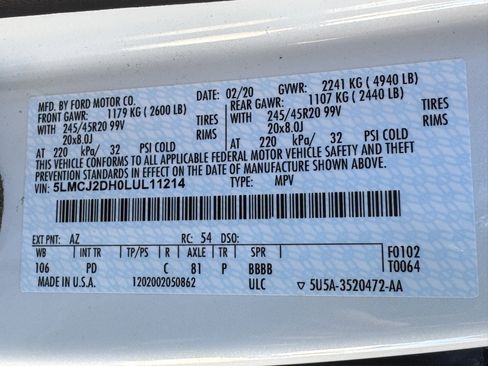 MFD. BY FORD MOTOR CO. DATE: 02/20 GVWR: 2241 KG ( 4940 LB)
FRONT GAWR: 1179 KG ( 2600 LB) REAR GAWR: 1107 KG ( 2440 LB)
WITH 245/45R20 99V TIRES WITH 245/45R20 99V TIRES
20x8.0J RIMS 20x8.0J RIMS
AT 220 kPa/ 32 PSI COLD AT 220 kPa/ 32 PSI COLD
THIS VEHICLE CONFORMS TO ALL APPLICABLE FEDERAL MOTOR VEHICLE SAFETY AND THEFT
PREVENTION STANDARDS IN EFFECT ON THE DATE OF MANUFACTURE SHOWN ABOVE.
VIN: 5LMCJ2DH0LUL11214 TYPE: MPV
EXT PNT: AZ RC: 54 DSO: F0102
WB INT TR TP/PS R AXLE TR SPR T0064
106 PD C 81 P BBBB
MADE IN U.S.A. 1202002050862 ULC ▽ 5U5A-3520472-AA